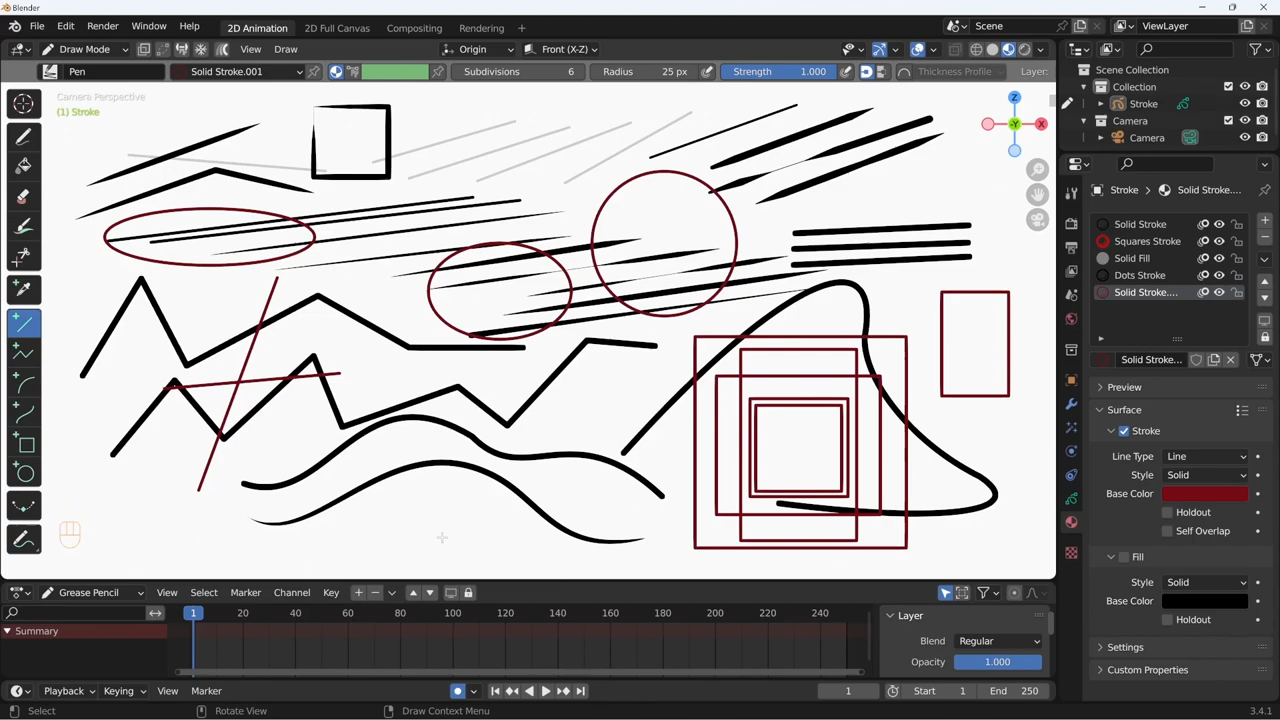 Blender
File Edit Render Window Help 2D Animation 2D Full Canvas Compositing Rendering + Scene ViewLayer
Draw Mode View Draw Origin Front (X-Z)
Pen Solid Stroke.001 Subdivisions 6 Radius 25 px Strength 1.000 Thickness Profile Layer:
Camera Perspective
(1) Stroke
Z
Y
X
Scene Collection
Collection
Stroke
Camera
Camera
Stroke Solid Stroke....
Solid Stroke
Squares Stroke
Solid Fill
Dots Stroke
Solid Stroke....
Solid Stroke...
Preview
Surface
Stroke
Line Type Line
Style Solid
Base Color
Holdout
Self Overlap
Fill
Style Solid
Base Color
Holdout
Settings
Custom Properties
Grease Pencil View Select Marker Channel Key
1 20 40 60 80 100 120 140 160 180 200 220 240
Summary
Layer
Blend Regular
Opacity 1.000
Playback Keying View Marker 1 Start 1 End 250
Select Rotate View Draw Context Menu 3.4.1